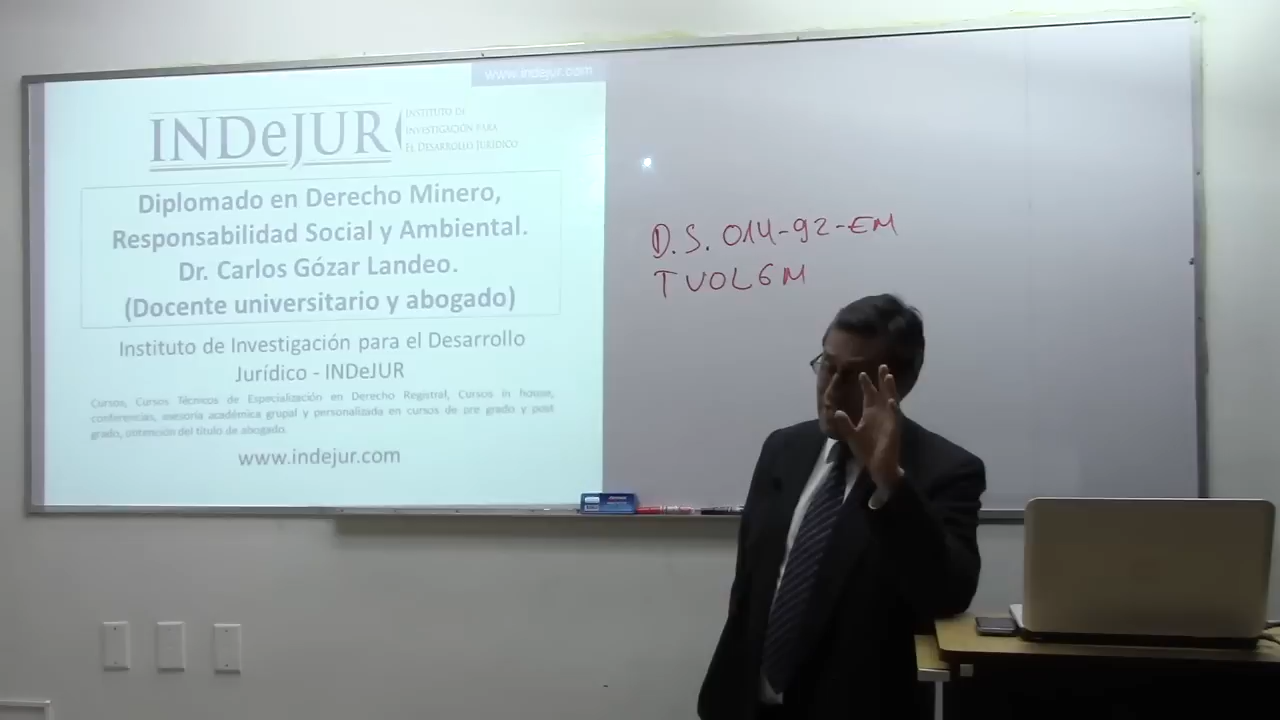 www.indejur.com
INDeJUR
INSTITUTO DE
INVESTIGACIÓN PARA
EL DESARROLLO JURÍDICO
Diplomado en Derecho Minero,
Responsabilidad Social y Ambiental.
Dr. Carlos Gózar Landeo.
(Docente universitario y abogado)
Instituto de Investigación para el Desarrollo
Jurídico - INDeJUR
Cursos, Cursos Técnicos de Especialización en Derecho Registral, Cursos in house,
conferencias, asesoría académica grupal y personalizada en cursos de pre grado y post
grado, obtención del título de abogado.
www.indejur.com
D.S. 014-92-EM
TUOLGM